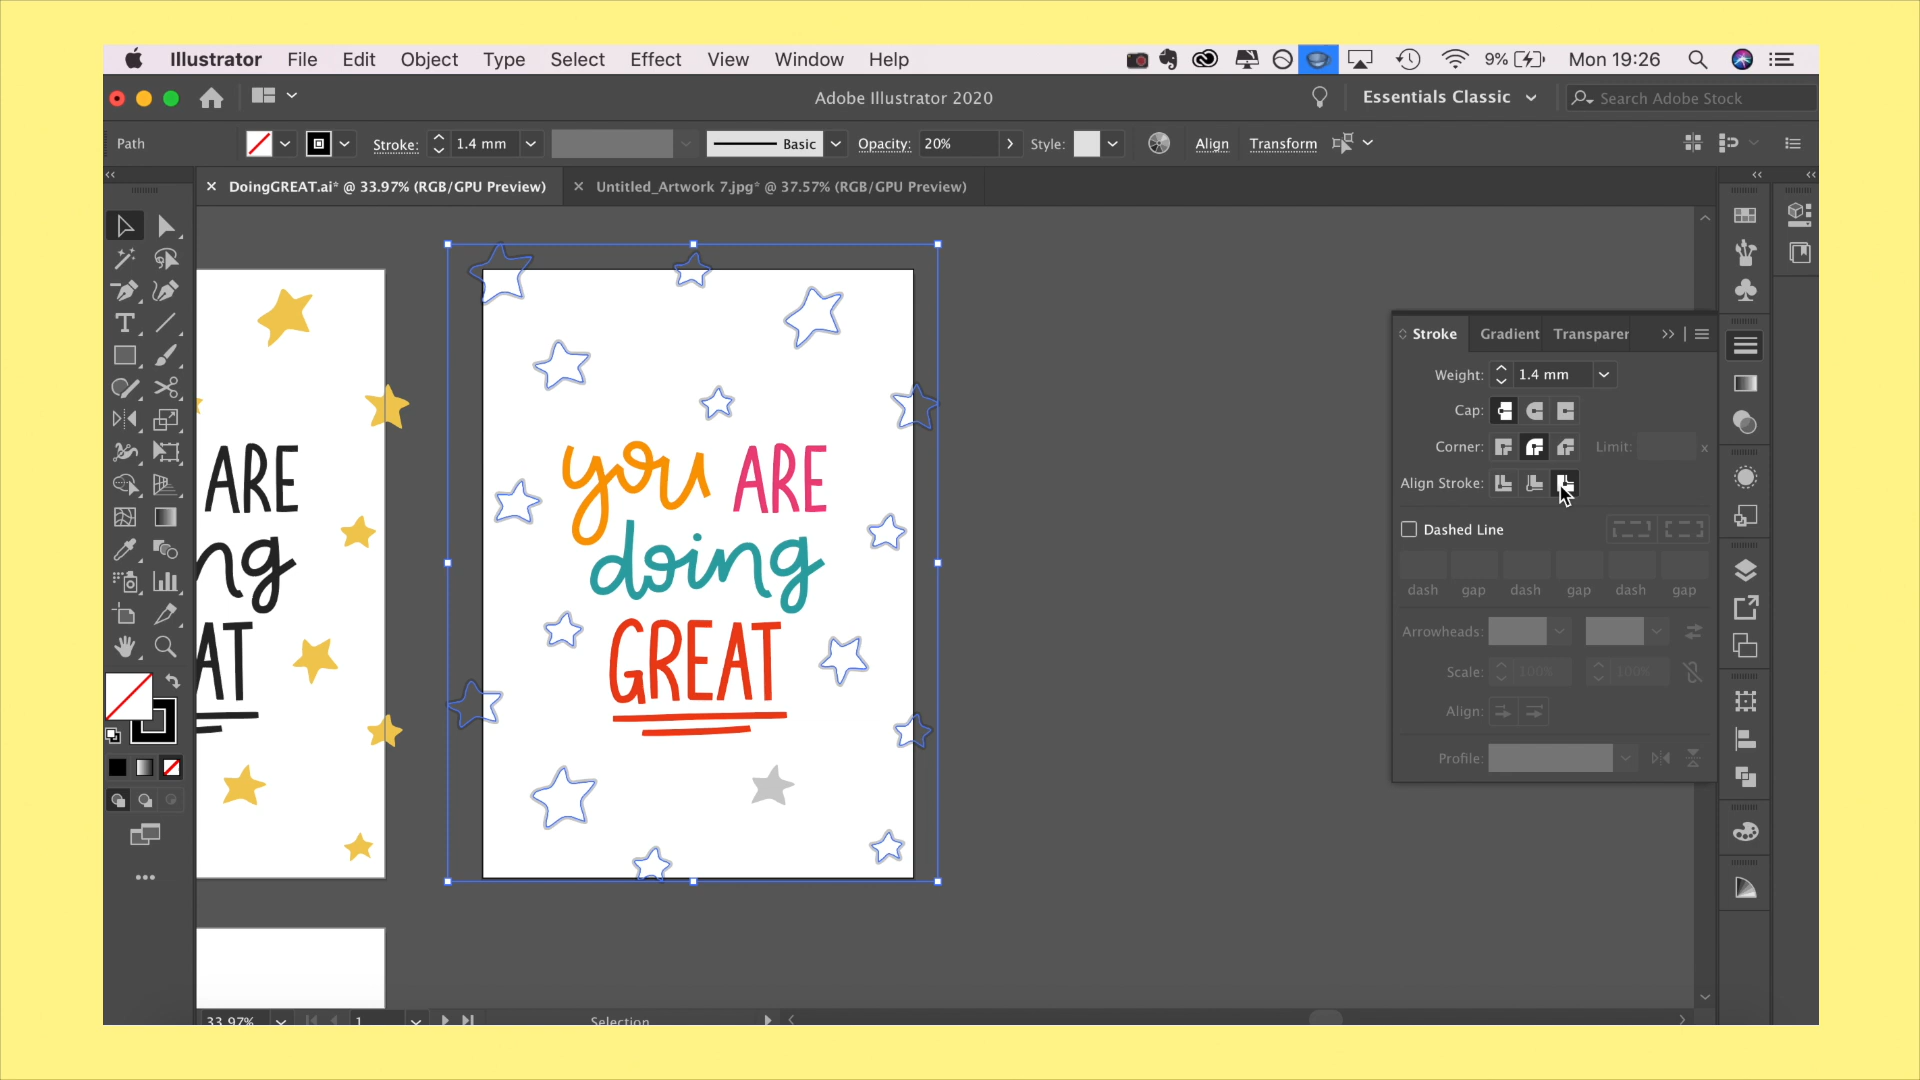 Illustrator File Edit Object Type Select Effect View Window Help 9% Mon 19:26
Adobe Illustrator 2020 Essentials Classic Search Adobe Stock
Path Stroke: 1.4 mm Basic Opacity: 20% Style: Align Transform
× DoingGREAT.ai* @ 33.97% (RGB/GPU Preview) × Untitled_Artwork 7.jpg* @ 37.57% (RGB/GPU Preview)
ARE
ng
AT
you ARE
doing
GREAT
Stroke Gradient Transparer
Weight: 1.4 mm
Cap:
Corner: Limit: x
Align Stroke:
Dashed Line
dash gap dash gap dash gap
Arrowheads:
Scale: 100% 100%
Align:
Profile:
33.97% 1 Selection